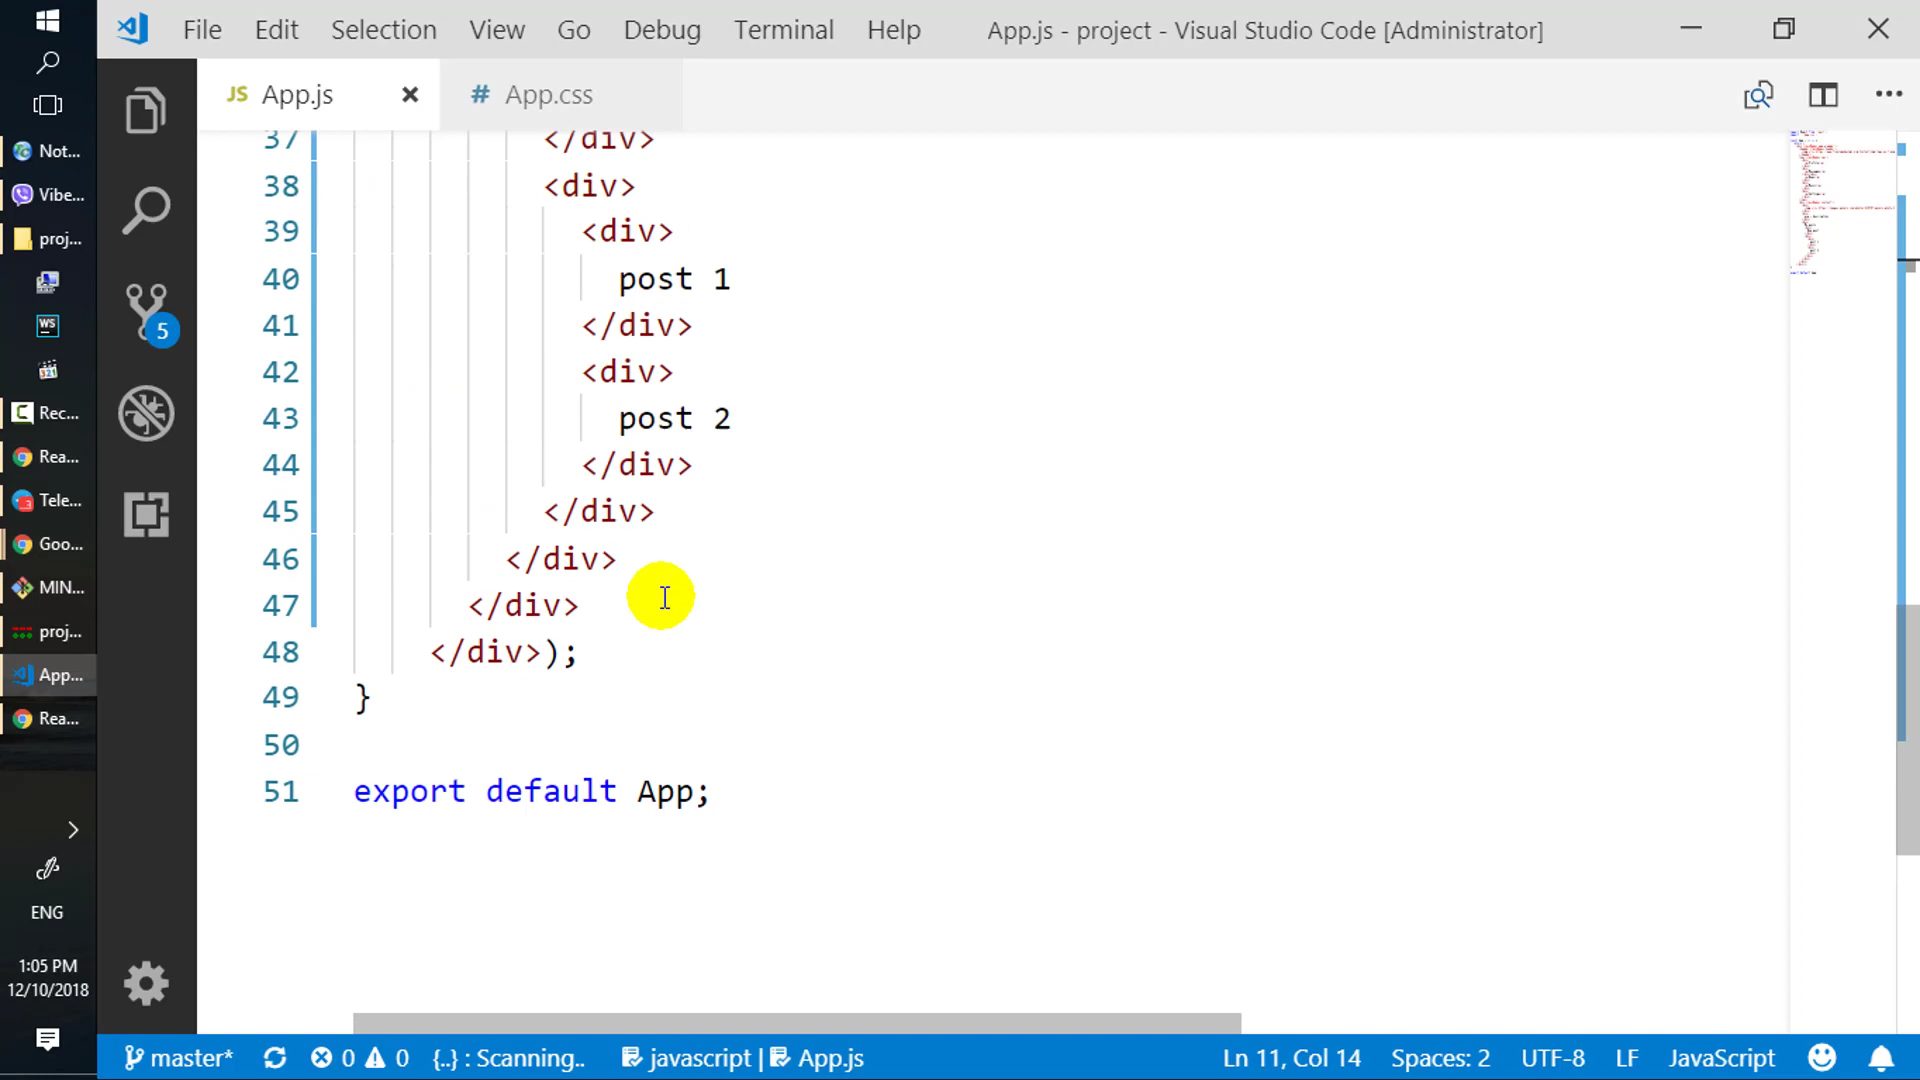 File Edit Selection View Go Debug Terminal Help App.js - project - Visual Studio Code [Administrator]
JS App.js # App.css
37 </div>
38 <div>
39 <div>
40 post 1
41 </div>
42 <div>
43 post 2
44 </div>
45 </div>
46 </div>
47 </div>
48 </div>);
49 }
50
51 export default App;
Not...
Vibe...
proj...
WS
321
Rec...
Rea...
Tele...
Goo...
MIN...
proj...
App...
Rea...
ENG
1:05 PM
12/10/2018
5
master* 0 0 {..} : Scanning.. javascript | App.js Ln 11, Col 14 Spaces: 2 UTF-8 LF JavaScript